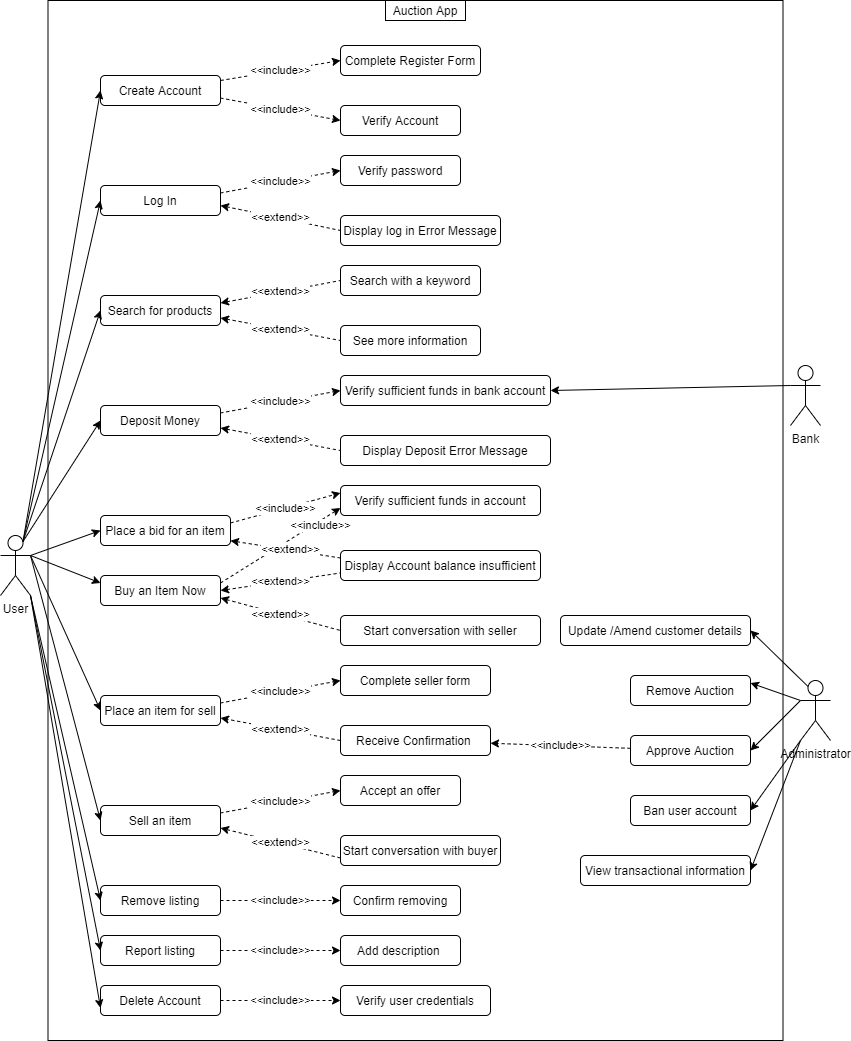 Auction App
Complete Register Form
<<include>>
Create Account
<<include>>
Verify Account
Verify password
<<include>>
Log In
<<extend>>
Display log in Error Message
Search with a keyword
<<extend>>
Search for products
<<extend>>
See more information
Verify sufficient funds in bank account
<<include>>
Deposit Money
<<extend>>
Display Deposit Error Message
Bank
Verify sufficient funds in account
<<include>>
<<include>>
Place a bid for an item
<<extend>>
Display Account balance insufficient
<<extend>>
Buy an Item Now
User
<<extend>>
Start conversation with seller
Update /Amend customer details
Complete seller form
<<include>>
Remove Auction
Place an item for sell
<<extend>>
Receive Confirmation
<<include>>
Approve Auction
Administrator
Accept an offer
<<include>>
Ban user account
Sell an item
<<extend>>
Start conversation with buyer
View transactional information
Remove listing
<<include>>
Confirm removing
Report listing
<<include>>
Add description
Delete Account
<<include>>
Verify user credentials